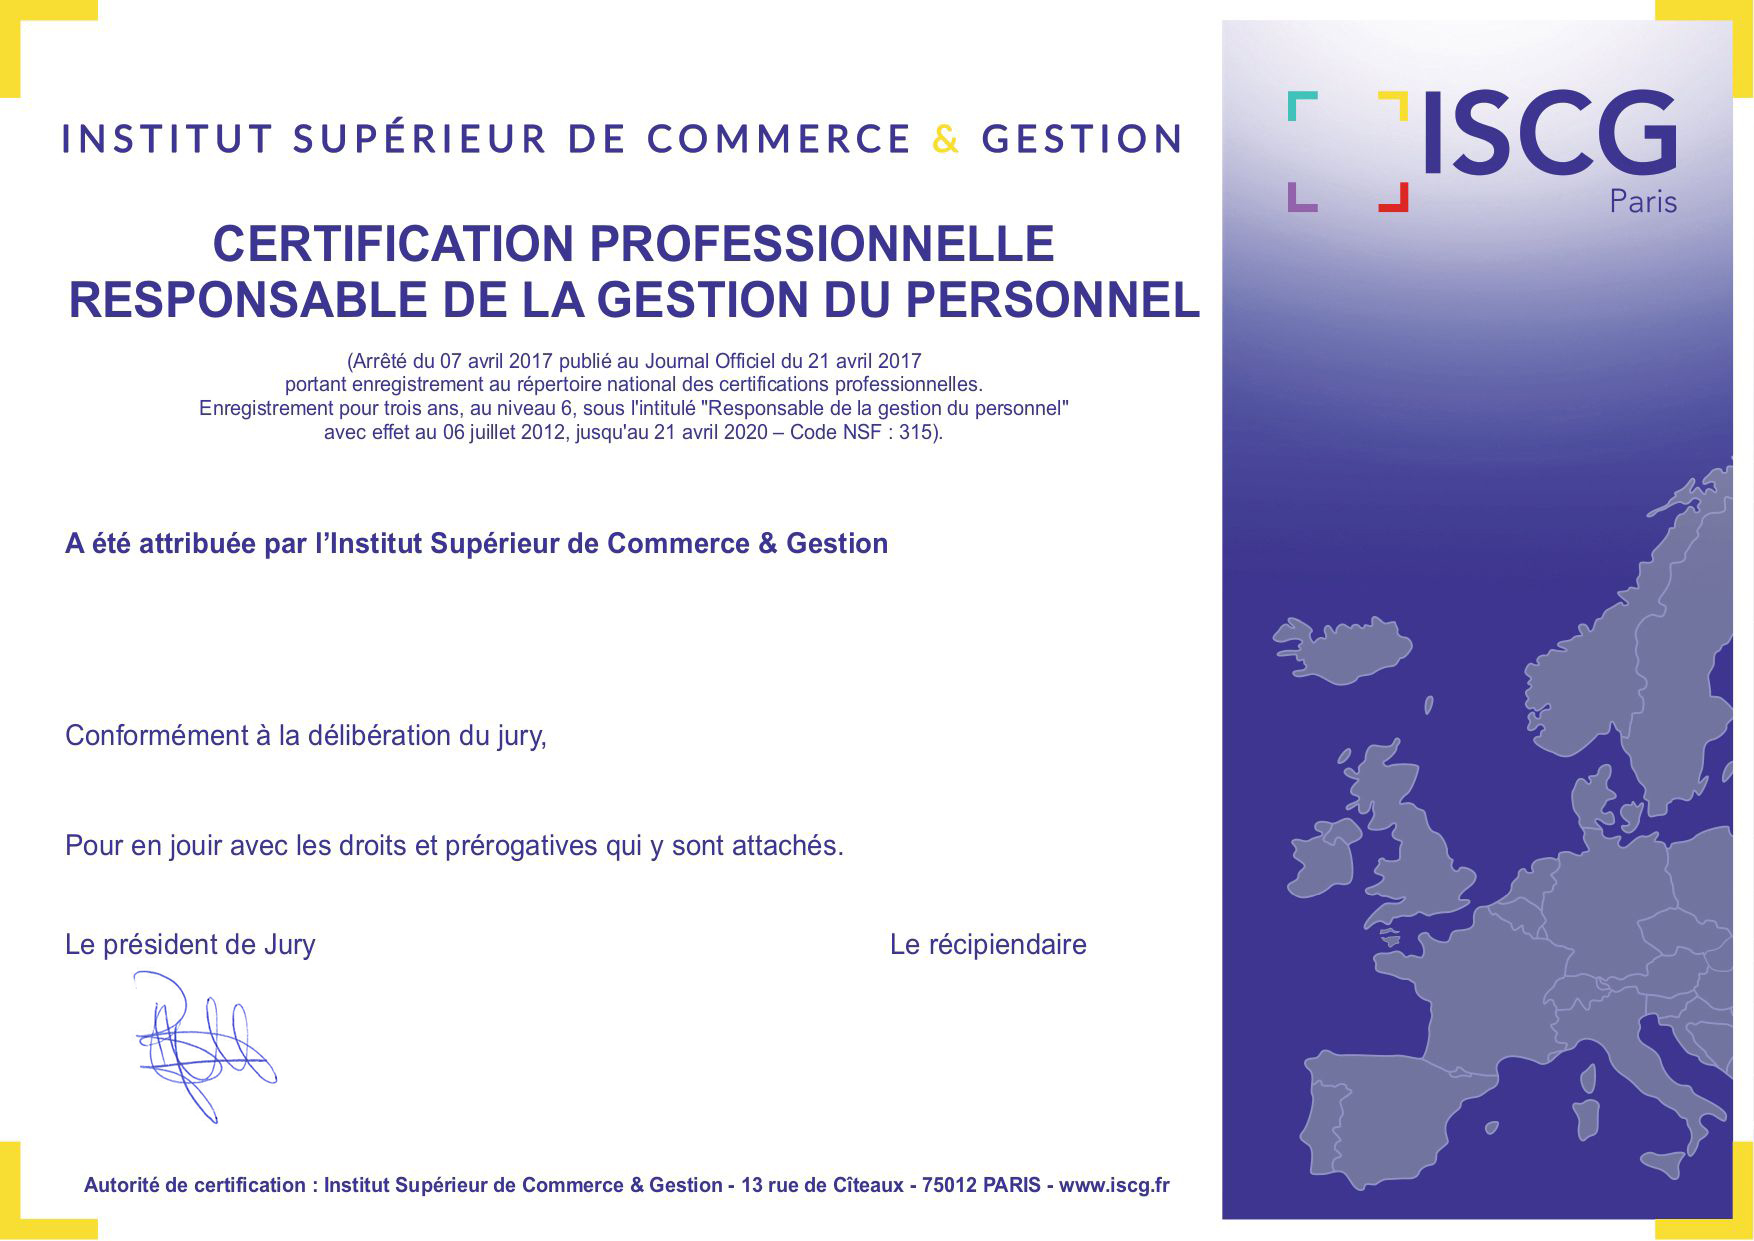 INSTITUT SUPÉRIEUR DE COMMERCE & GESTION
ISCG
Paris
CERTIFICATION PROFESSIONNELLE
RESPONSABLE DE LA GESTION DU PERSONNEL
(Arrêté du 07 avril 2017 publié au Journal Officiel du 21 avril 2017
portant enregistrement au répertoire national des certifications professionnelles.
Enregistrement pour trois ans, au niveau 6, sous l'intitulé "Responsable de la gestion du personnel"
avec effet au 06 juillet 2012, jusqu'au 21 avril 2020 – Code NSF : 315).
A été attribuée par l’Institut Supérieur de Commerce & Gestion
Conformément à la délibération du jury,
Pour en jouir avec les droits et prérogatives qui y sont attachés.
Le président de Jury
Le récipiendaire
Autorité de certification : Institut Supérieur de Commerce & Gestion - 13 rue de Cîteaux - 75012 PARIS - www.iscg.fr